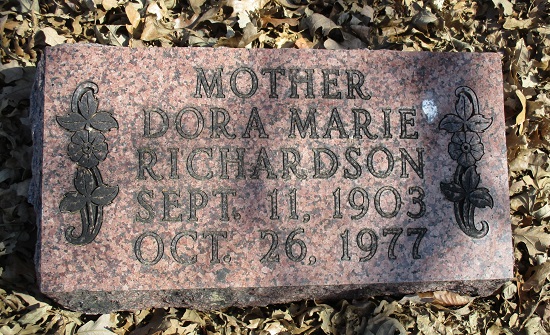 MOTHER
DORA MARIE
RICHARDSON
SEPT. 11, 1903
OCT. 26, 1977